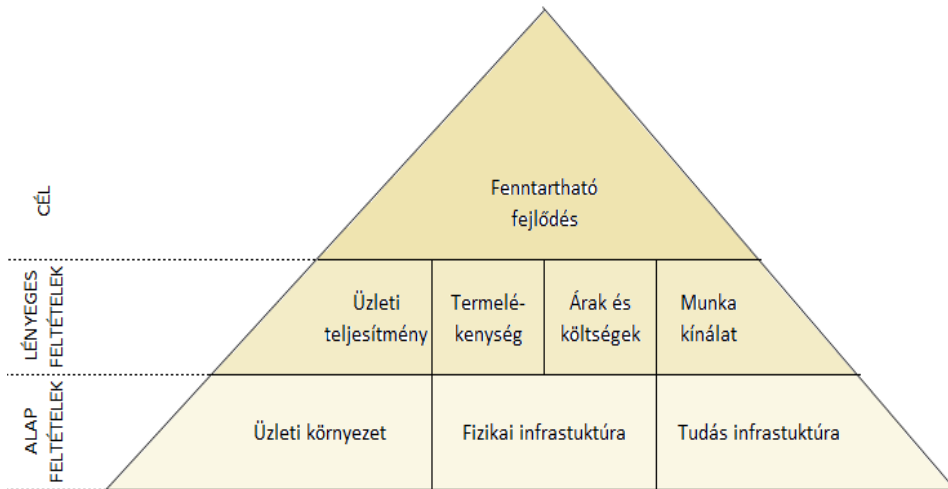 CÉL
Fenntartható
fejlődés
LÉNYEGES
FELTÉTELEK
Üzleti
teljesítmény
Termelé-
kenység
Árak és
költségek
Munka
kínálat
ALAP
FELTÉTELEK
Üzleti környezet
Fizikai infrastuktúra
Tudás infrastuktúra